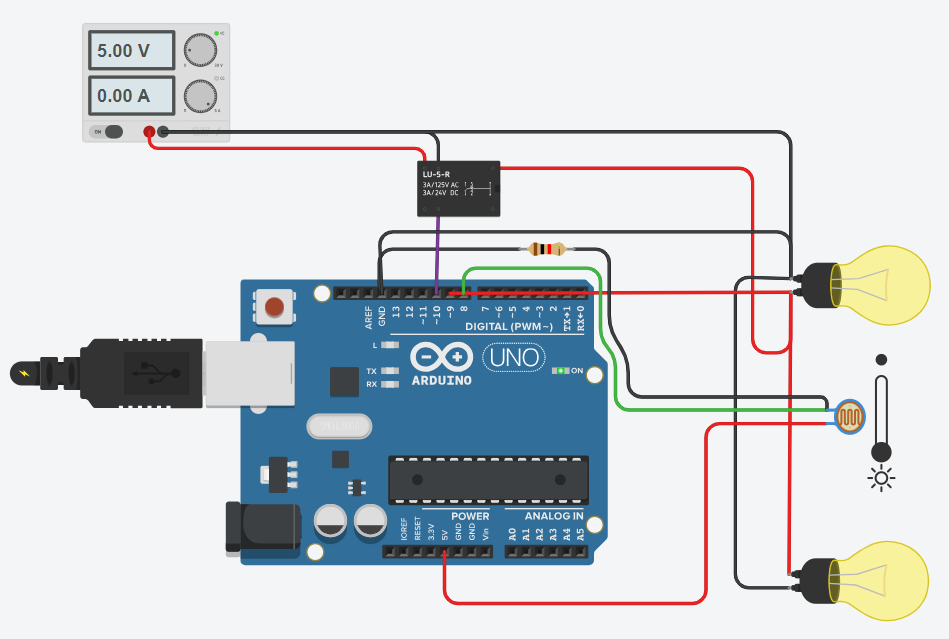 5.00 V
0.00 A
ON
LU-5-R
3A/125V AC
3A/24V DC
AREF
GND
13
12
~11
~10
~9
8
7
~6
~5
4
~3
2
TX→1
RX←0
DIGITAL (PWM~)
L
TX
RX
UNO
ON
ARDUINO
POWER
ANALOG IN
IOREF
RESET
3.3V
5V
GND
GND
Vin
A0
A1
A2
A3
A4
A5